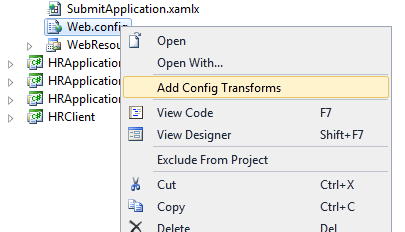 SubmitApplication.xamlx
Web.config
WebResou
HRApplication
HRApplication
HRApplication
HRClient
Open
Open With...
Add Config Transforms
View Code F7
View Designer Shift+F7
Exclude From Project
Cut Ctrl+X
Copy Ctrl+C
Delete Del